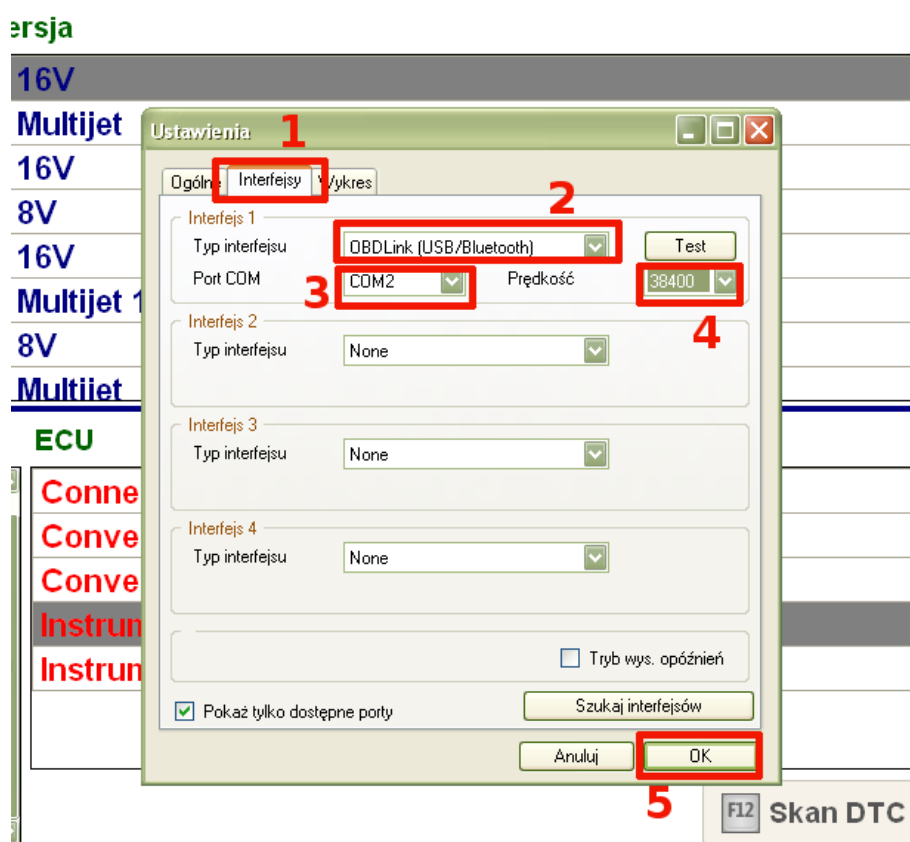 ersja
16V
Multijet
16V
8V
16V
Multijet 1
8V
Multijet
Ustawienia
1
Ogólne Interfejsy Wykres
2
Interfejs 1
Typ interfejsu OBDLink (USB/Bluetooth) Test
Port COM 3 COM2 Prędkość 38400
4
Interfejs 2
Typ interfejsu None
Interfejs 3
Typ interfejsu None
Interfejs 4
Typ interfejsu None
Tryb wys. opóźnień
Pokaż tylko dostępne porty Szukaj interfejsów
Anuluj OK
5
ECU
Conne
Conve
Conve
Instrum
Instrum
F12 Skan DTC